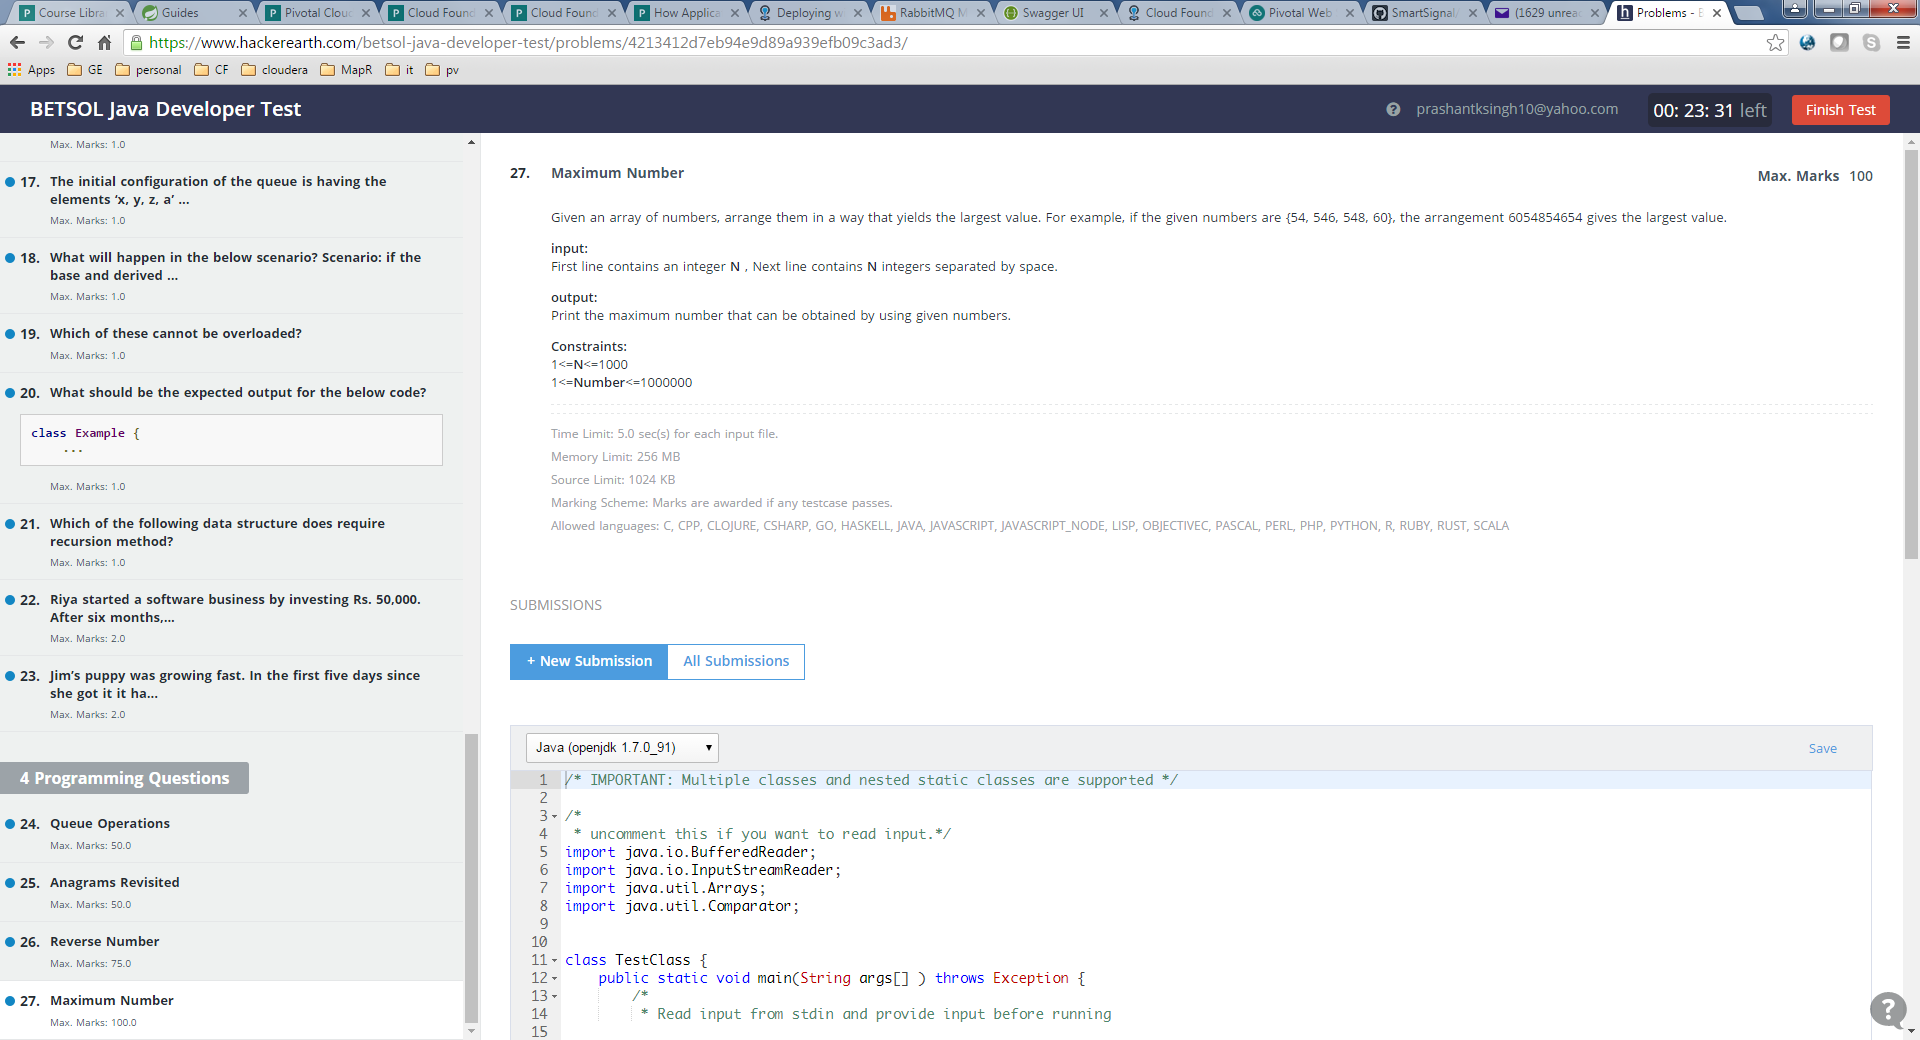 Course Libra
Guides
Pivotal Clou
Cloud Found
Cloud Found
How Applica
Deploying w
RabbitMQ M
Swagger UI
Cloud Found
Pivotal Web
SmartSignal/
(1629 unrea
Problems - B
https://www.hackerearth.com/betsol-java-developer-test/problems/4213412d7eb94e9d89a939efb09c3ad3/
Apps GE personal CF cloudera MapR it pv
BETSOL Java Developer Test
prashantksingh10@yahoo.com
00: 23: 31 left
Finish Test
Max. Marks: 1.0
17. The initial configuration of the queue is having the
elements ‘x, y, z, a’ ...
Max. Marks: 1.0
18. What will happen in the below scenario? Scenario: if the
base and derived ...
Max. Marks: 1.0
19. Which of these cannot be overloaded?
Max. Marks: 1.0
20. What should be the expected output for the below code?
class Example {
...
Max. Marks: 1.0
21. Which of the following data structure does require
recursion method?
Max. Marks: 1.0
22. Riya started a software business by investing Rs. 50,000.
After six months,...
Max. Marks: 2.0
23. Jim’s puppy was growing fast. In the first five days since
she got it it ha...
Max. Marks: 2.0
4 Programming Questions
24. Queue Operations
Max. Marks: 50.0
25. Anagrams Revisited
Max. Marks: 50.0
26. Reverse Number
Max. Marks: 75.0
27. Maximum Number
Max. Marks: 100.0
27. Maximum Number
Max. Marks 100
Given an array of numbers, arrange them in a way that yields the largest value. For example, if the given numbers are {54, 546, 548, 60}, the arrangement 6054854654 gives the largest value.
input:
First line contains an integer N , Next line contains N integers separated by space.
output:
Print the maximum number that can be obtained by using given numbers.
Constraints:
1<=N<=1000
1<=Number<=1000000
Time Limit: 5.0 sec(s) for each input file.
Memory Limit: 256 MB
Source Limit: 1024 KB
Marking Scheme: Marks are awarded if any testcase passes.
Allowed languages: C, CPP, CLOJURE, CSHARP, GO, HASKELL, JAVA, JAVASCRIPT, JAVASCRIPT_NODE, LISP, OBJECTIVEC, PASCAL, PERL, PHP, PYTHON, R, RUBY, RUST, SCALA
SUBMISSIONS
+ New Submission
All Submissions
Java (openjdk 1.7.0_91)
Save
1 /* IMPORTANT: Multiple classes and nested static classes are supported */
2
3 /*
4 * uncomment this if you want to read input.*/
5 import java.io.BufferedReader;
6 import java.io.InputStreamReader;
7 import java.util.Arrays;
8 import java.util.Comparator;
9
10
11 class TestClass {
12 public static void main(String args[] ) throws Exception {
13 /*
14 * Read input from stdin and provide input before running
15
?